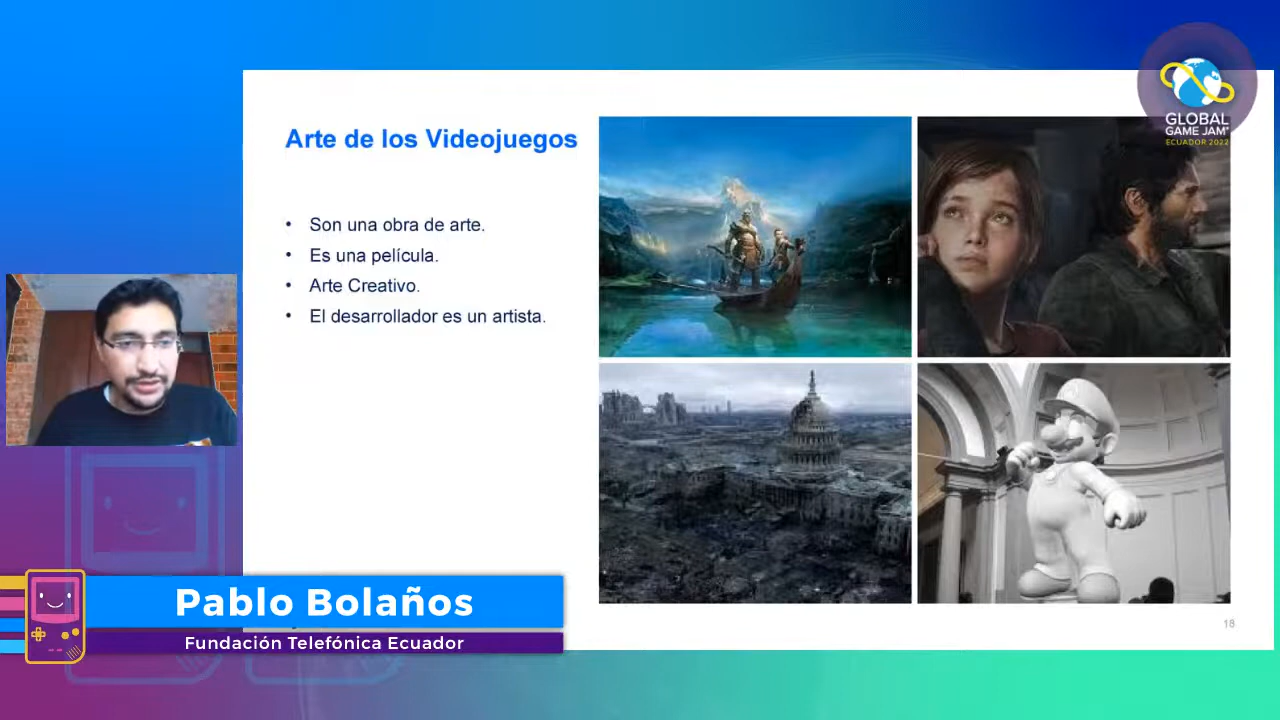 GLOBAL
GAME JAM
ECUADOR 2022
Arte de los Videojuegos
• Son una obra de arte.
• Es una película.
• Arte Creativo.
• El desarrollador es un artista.
Pablo Bolaños
Fundación Telefónica Ecuador
18